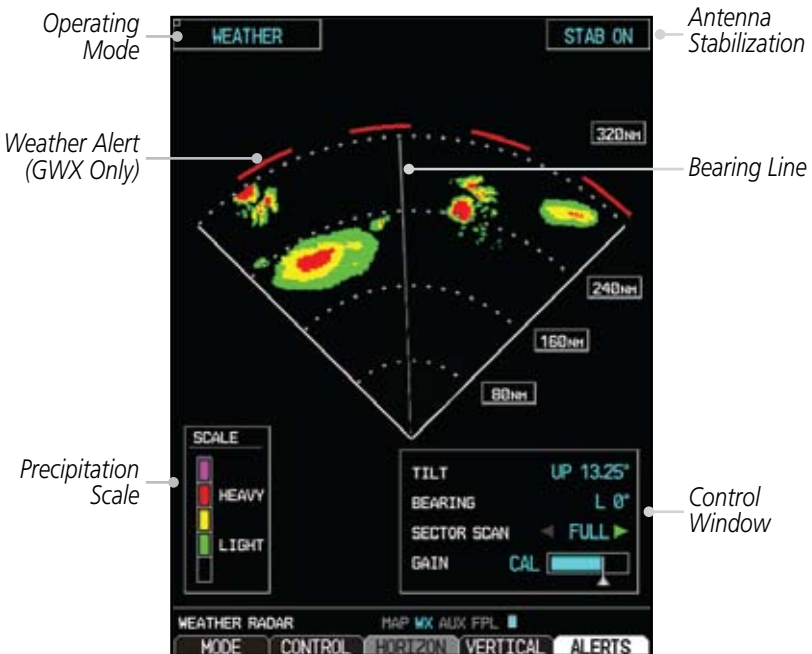 Operating
Mode
Antenna
Stabilization
WEATHER
STAB ON
Weather Alert
(GWX Only)
320NM
Bearing Line
240NM
160NM
80NM
Precipitation
Scale
SCALE
HEAVY
LIGHT
TILT UP 13.25°
BEARING L 0°
SECTOR SCAN FULL
GAIN CAL
Control
Window
WEATHER RADAR MAP WX AUX FPL
MODE CONTROL HORIZON VERTICAL ALERTS